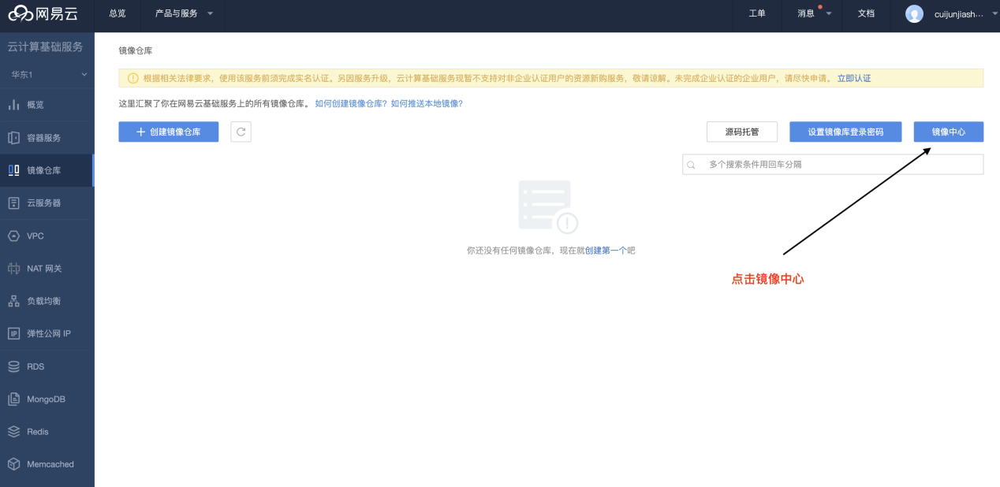 网易云
总览
产品与服务
工单
消息
文档
cuijunjiash...
云计算基础服务
华东1
概览
容器服务
镜像仓库
云服务器
VPC
NAT 网关
负载均衡
弹性公网 IP
RDS
MongoDB
Redis
Memcached
镜像仓库
根据相关法律要求，使用该服务前须完成实名认证。另因服务升级，云计算基础服务现暂不支持对非企业认证用户的资源新购服务，敬请谅解。未完成企业认证的企业用户，请尽快申请。 立即认证
这里汇聚了你在网易云基础服务上的所有镜像仓库。 如何创建镜像仓库？如何推送本地镜像？
创建镜像仓库
源码托管
设置镜像库登录密码
镜像中心
多个搜索条件用回车分隔
你还没有任何镜像仓库，现在就创建第一个吧
点击镜像中心
IP